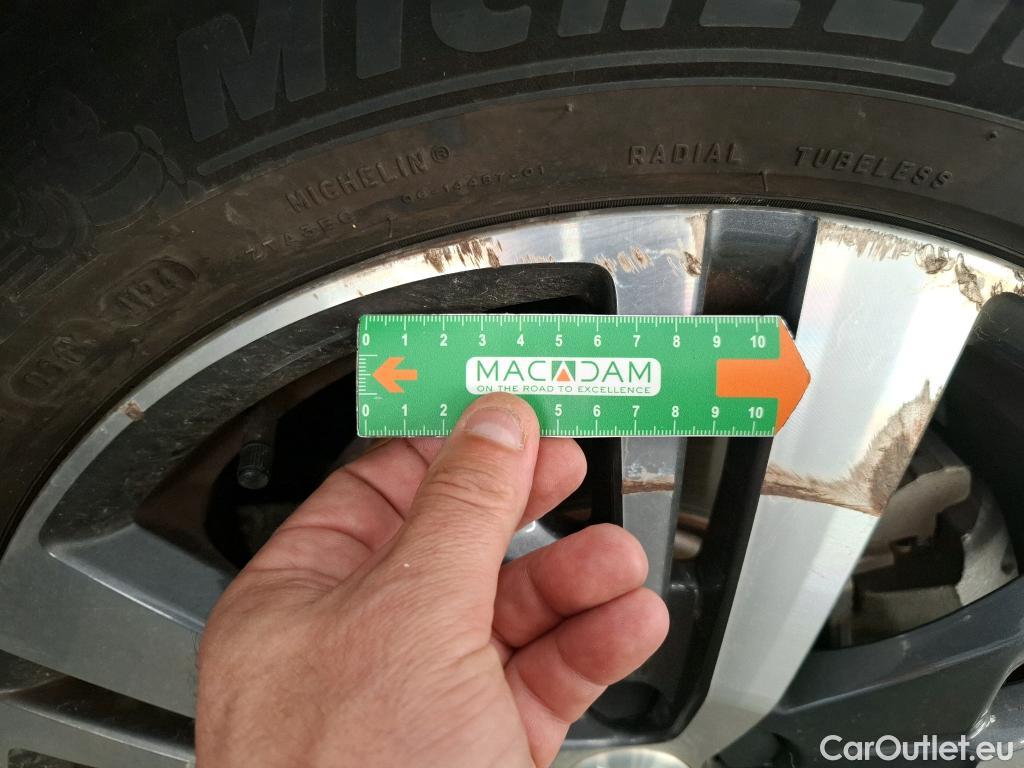 MICHELIN
MICHELIN®
RADIAL TUBELESS
0 1 2 3 4 5 6 7 8 9 10
MACADAM
ON THE ROAD TO EXCELLENCE
0 1 2 5 6 7 8 9 10
CarOutlet.eu